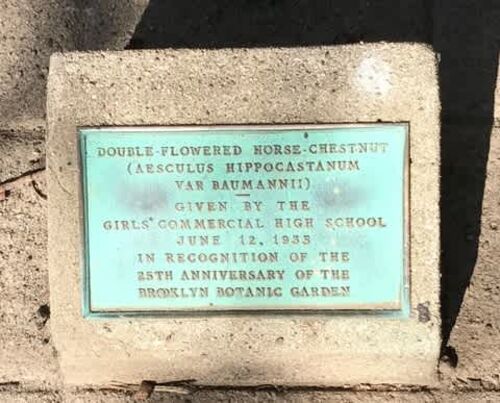 DOUBLE-FLOWERED HORSE-CHESTNUT
(AESCULUS HIPPOCASTANUM
VAR BAUMANNII)
GIVEN BY THE
GIRLS' COMMERCIAL HIGH SCHOOL
JUNE 12, 1935
IN RECOGNITION OF THE
25TH ANNIVERSARY OF THE
BROOKLYN BOTANIC GARDEN